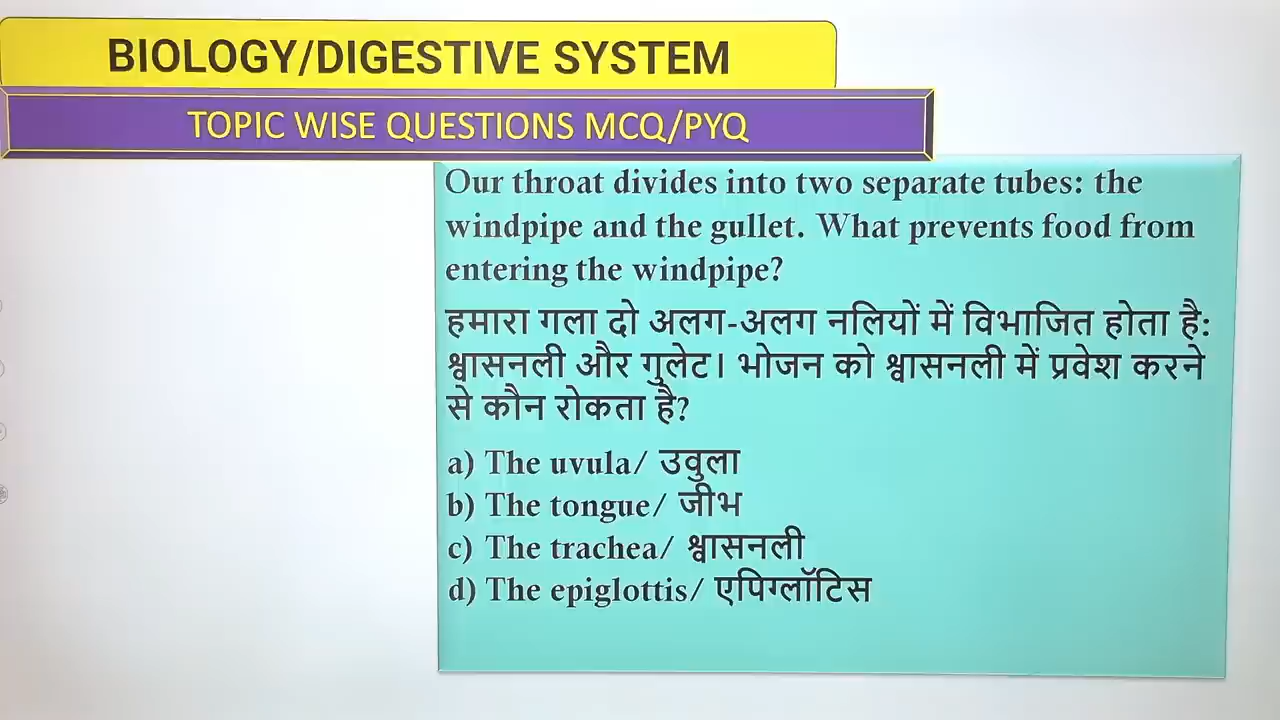 BIOLOGY/DIGESTIVE SYSTEM
TOPIC WISE QUESTIONS MCQ/PYQ
Our throat divides into two separate tubes: the
windpipe and the gullet. What prevents food from
entering the windpipe?
हमारा गला दो अलग-अलग नलियों में विभाजित होता है:
श्वासनली और गुलेट। भोजन को श्वासनली में प्रवेश करने
से कौन रोकता है?
a) The uvula/ उवुला
b) The tongue/ जीभ
c) The trachea/ श्वासनली
d) The epiglottis/ एपिग्लॉटिस